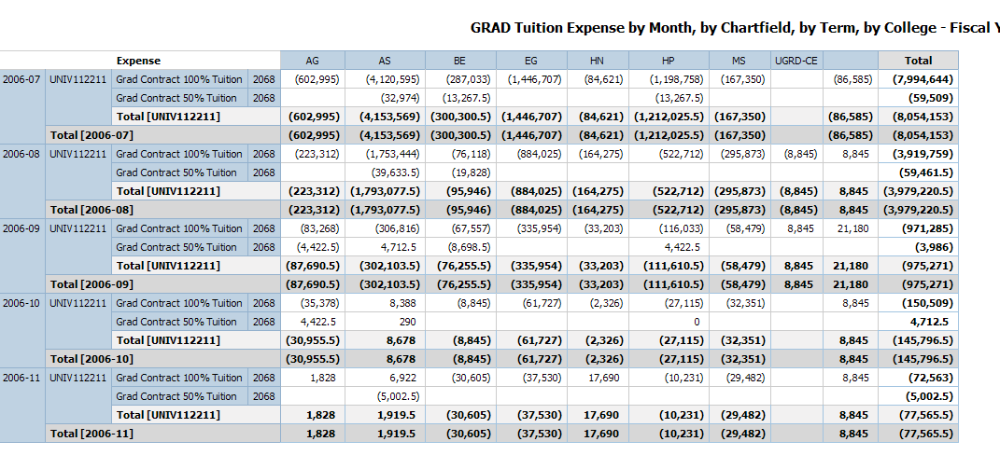 GRAD Tuition Expense by Month, by Chartfield, by Term, by College - Fiscal Y
Expense AG AS BE EG HN HP MS UGRD-CE Total
2006-07 UNIV112211 Grad Contract 100% Tuition 2068 (602,995) (4,120,595) (287,033) (1,446,707) (84,621) (1,198,758) (167,350) (86,585) (7,994,644)
Grad Contract 50% Tuition 2068 (32,974) (13,267.5) (13,267.5) (59,509)
Total [UNIV112211] (602,995) (4,153,569) (300,300.5) (1,446,707) (84,621) (1,212,025.5) (167,350) (86,585) (8,054,153)
Total [2006-07] (602,995) (4,153,569) (300,300.5) (1,446,707) (84,621) (1,212,025.5) (167,350) (86,585) (8,054,153)
2006-08 UNIV112211 Grad Contract 100% Tuition 2068 (223,312) (1,753,444) (76,118) (884,025) (164,275) (522,712) (295,873) (8,845) 8,845 (3,919,759)
Grad Contract 50% Tuition 2068 (39,633.5) (19,828) (59,461.5)
Total [UNIV112211] (223,312) (1,793,077.5) (95,946) (884,025) (164,275) (522,712) (295,873) (8,845) 8,845 (3,979,220.5)
Total [2006-08] (223,312) (1,793,077.5) (95,946) (884,025) (164,275) (522,712) (295,873) (8,845) 8,845 (3,979,220.5)
2006-09 UNIV112211 Grad Contract 100% Tuition 2068 (83,268) (306,816) (67,557) (335,954) (33,203) (116,033) (58,479) 8,845 21,180 (971,285)
Grad Contract 50% Tuition 2068 (4,422.5) 4,712.5 (8,698.5) 4,422.5 (3,986)
Total [UNIV112211] (87,690.5) (302,103.5) (76,255.5) (335,954) (33,203) (111,610.5) (58,479) 8,845 21,180 (975,271)
Total [2006-09] (87,690.5) (302,103.5) (76,255.5) (335,954) (33,203) (111,610.5) (58,479) 8,845 21,180 (975,271)
2006-10 UNIV112211 Grad Contract 100% Tuition 2068 (35,378) 8,388 (8,845) (61,727) (2,326) (27,115) (32,351) 8,845 (150,509)
Grad Contract 50% Tuition 2068 4,422.5 290 0 4,712.5
Total [UNIV112211] (30,955.5) 8,678 (8,845) (61,727) (2,326) (27,115) (32,351) 8,845 (145,796.5)
Total [2006-10] (30,955.5) 8,678 (8,845) (61,727) (2,326) (27,115) (32,351) 8,845 (145,796.5)
2006-11 UNIV112211 Grad Contract 100% Tuition 2068 1,828 6,922 (30,605) (37,530) 17,690 (10,231) (29,482) 8,845 (72,563)
Grad Contract 50% Tuition 2068 (5,002.5) (5,002.5)
Total [UNIV112211] 1,828 1,919.5 (30,605) (37,530) 17,690 (10,231) (29,482) 8,845 (77,565.5)
Total [2006-11] 1,828 1,919.5 (30,605) (37,530) 17,690 (10,231) (29,482) 8,845 (77,565.5)